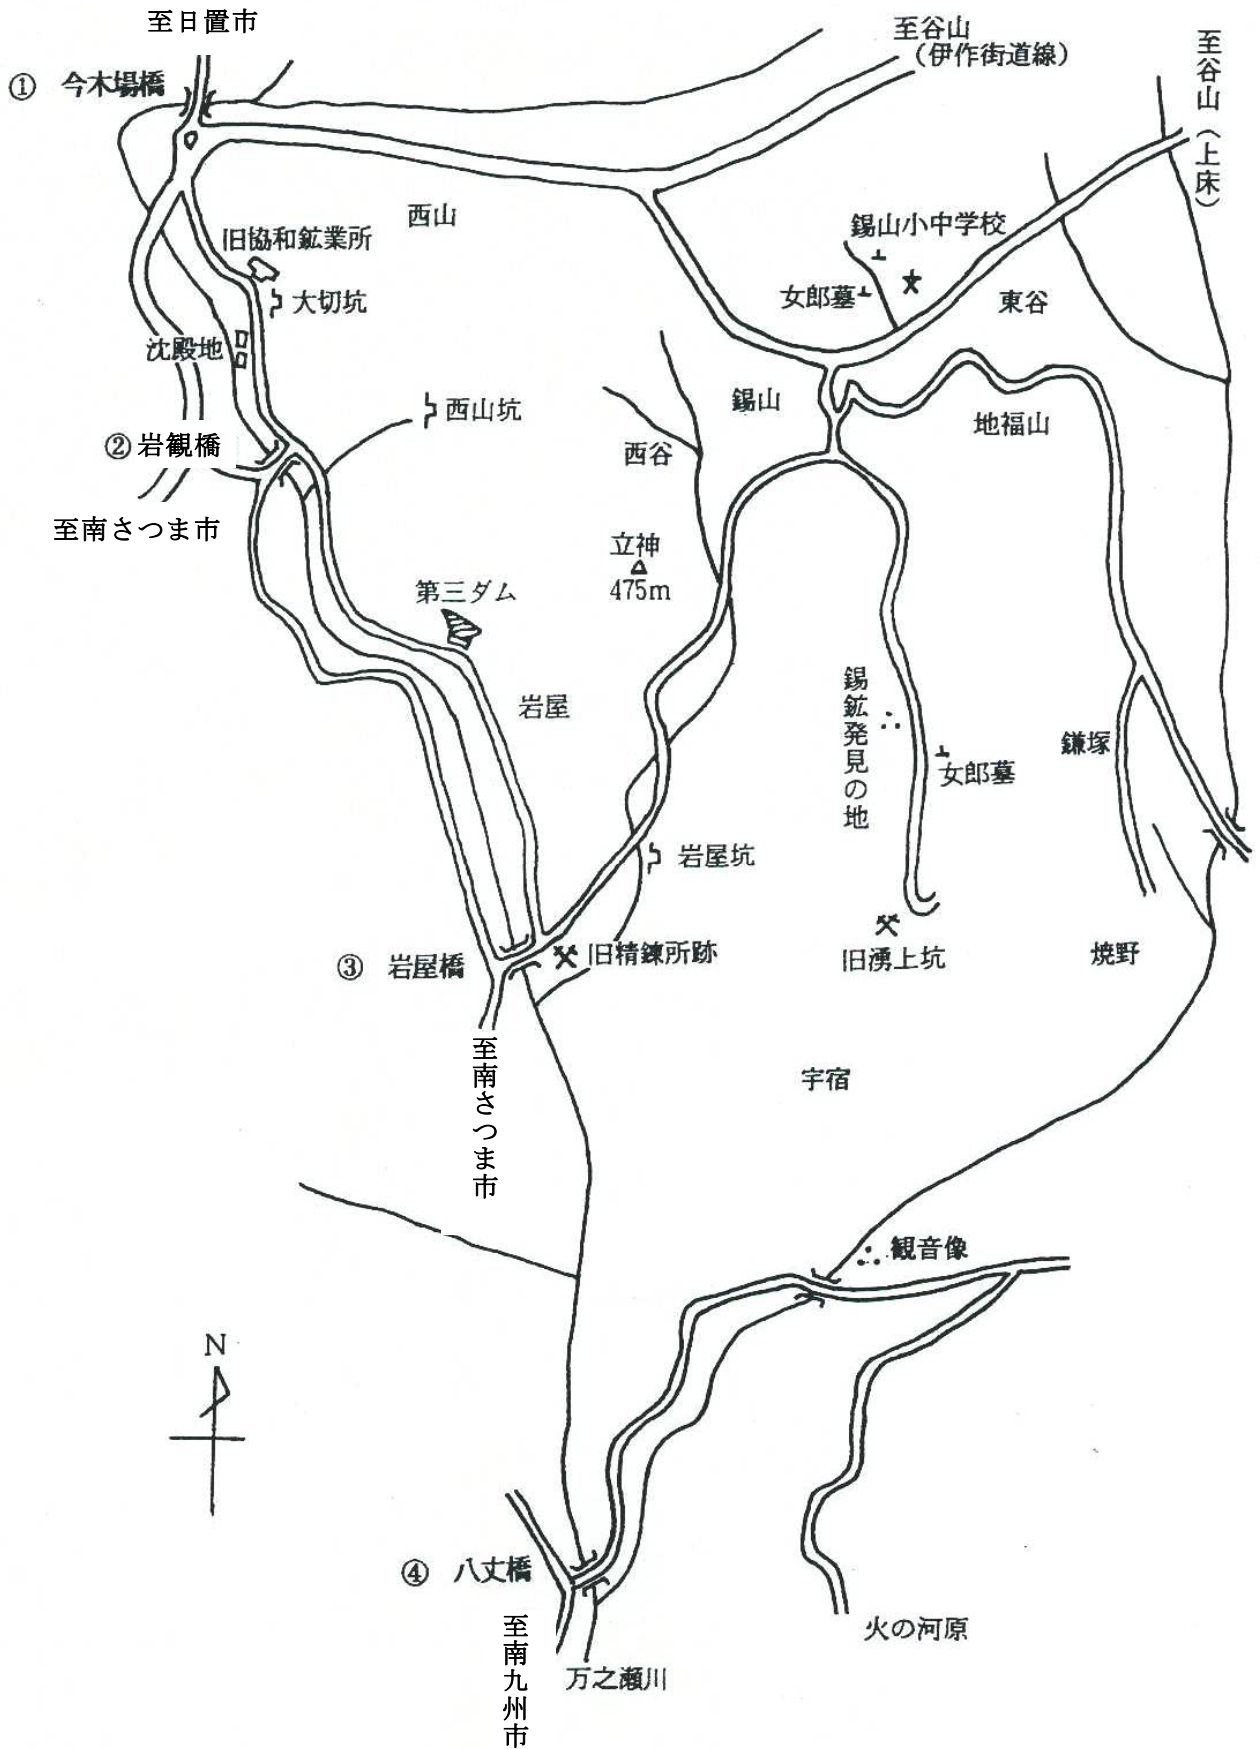 至日置市
① 今木場橋
至谷山
(伊作街道線)
至谷山(上床)
西山
旧協和鉱業所
大切坑
沈殿地
錫山小中学校
女郎墓
東谷
西山坑
錫山
西谷
地福山
② 岩観橋
至南さつま市
立神
475m
第三ダム
岩屋
錫鉱発見の地
女郎墓
鎌塚
岩屋坑
③ 岩屋橋
旧精錬所跡
旧湧上坑
焼野
至南さつま市
宇宿
観音像
N
④ 八丈橋
至南九州市
万之瀬川
火の河原